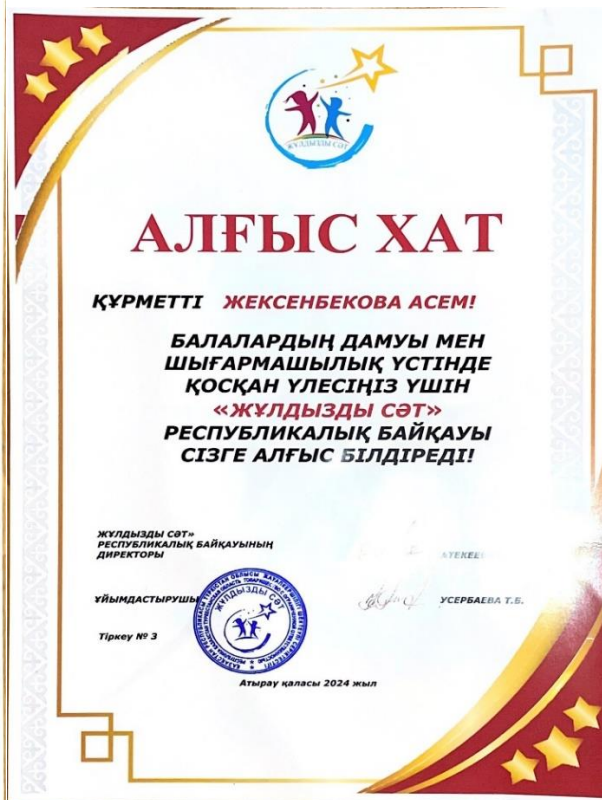 ЖҰЛДЫЗДЫ СӘТ
АЛҒЫС ХАТ
ҚҰРМЕТТІ ЖЕКСЕНБЕКОВА АСЕМ!
БАЛАЛАРДЫҢ ДАМУЫ МЕН
ШЫҒАРМАШЫЛЫҚ ҮСТІНДЕ
ҚОСҚАН ҮЛЕСІҢІЗ ҮШІН
«ЖҰЛДЫЗДЫ СӘТ»
РЕСПУБЛИКАЛЫҚ БАЙҚАУЫ
СІЗГЕ АЛҒЫС БІЛДІРЕДІ!
ЖҰЛДЫЗДЫ СӘТ»
РЕСПУБЛИКАЛЫҚ БАЙҚАУЫНЫҢ
ДИРЕКТОРЫ
ҰЙЫМДАСТЫРУШЫ УСЕРБАЕВА Т.Б.
ЖҰЛДЫЗДЫ СӘТ
Тіркеу № 3
Атырау қаласы 2024 жыл